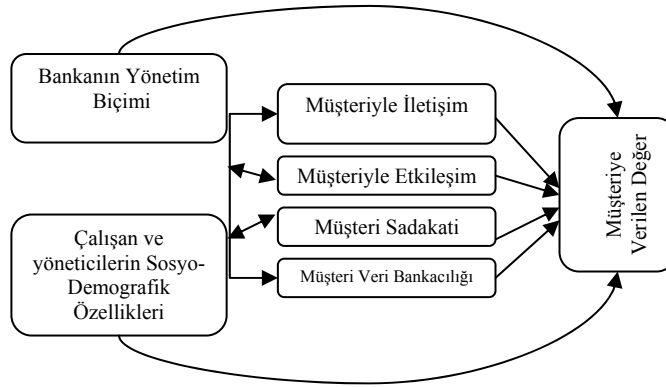 Bankanın Yönetim
Biçimi
Çalışan ve
yöneticilerin Sosyo-
Demografik
Özellikleri
Müşteriyle İletişim
Müşteriyle Etkileşim
Müşteri Sadakati
Müşteri Veri Bankacılığı
Müşteriye
Verilen Değer